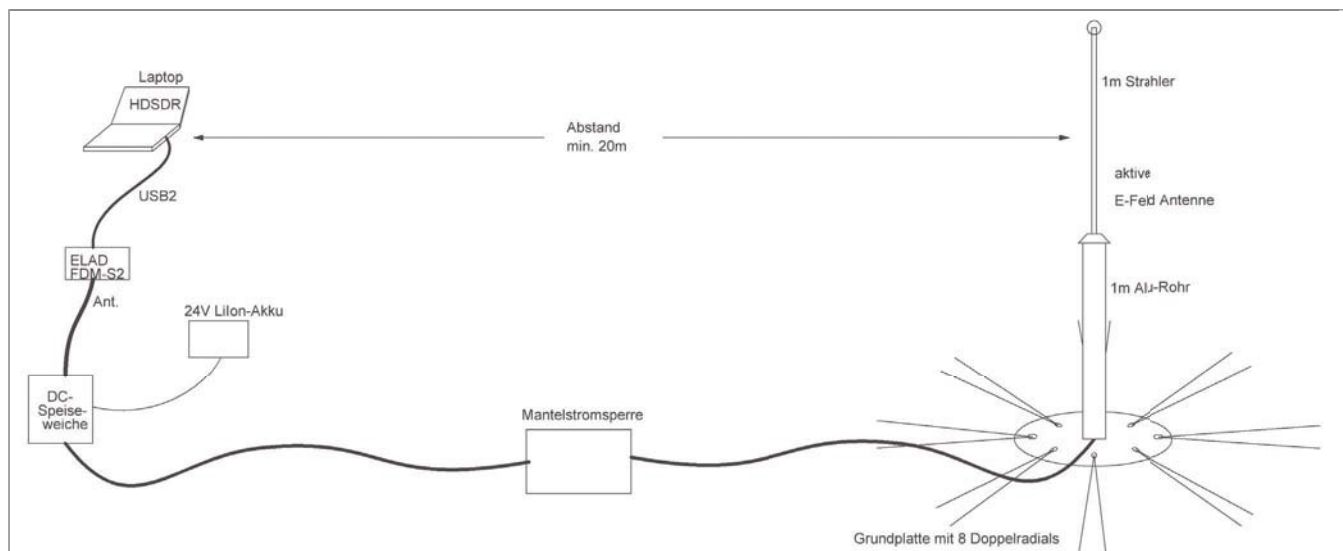 Laptop
HDSDR
USB2
ELAD
FDM-S2
Ant.
24V LiIon-Akku
DC-
Speise-
weiche
Mantelstromsperre
Abstand
min. 20m
1m Strahler
aktive
E-Feld Antenne
1m Alu-Rohr
Grundplatte mit 8 Doppelradials